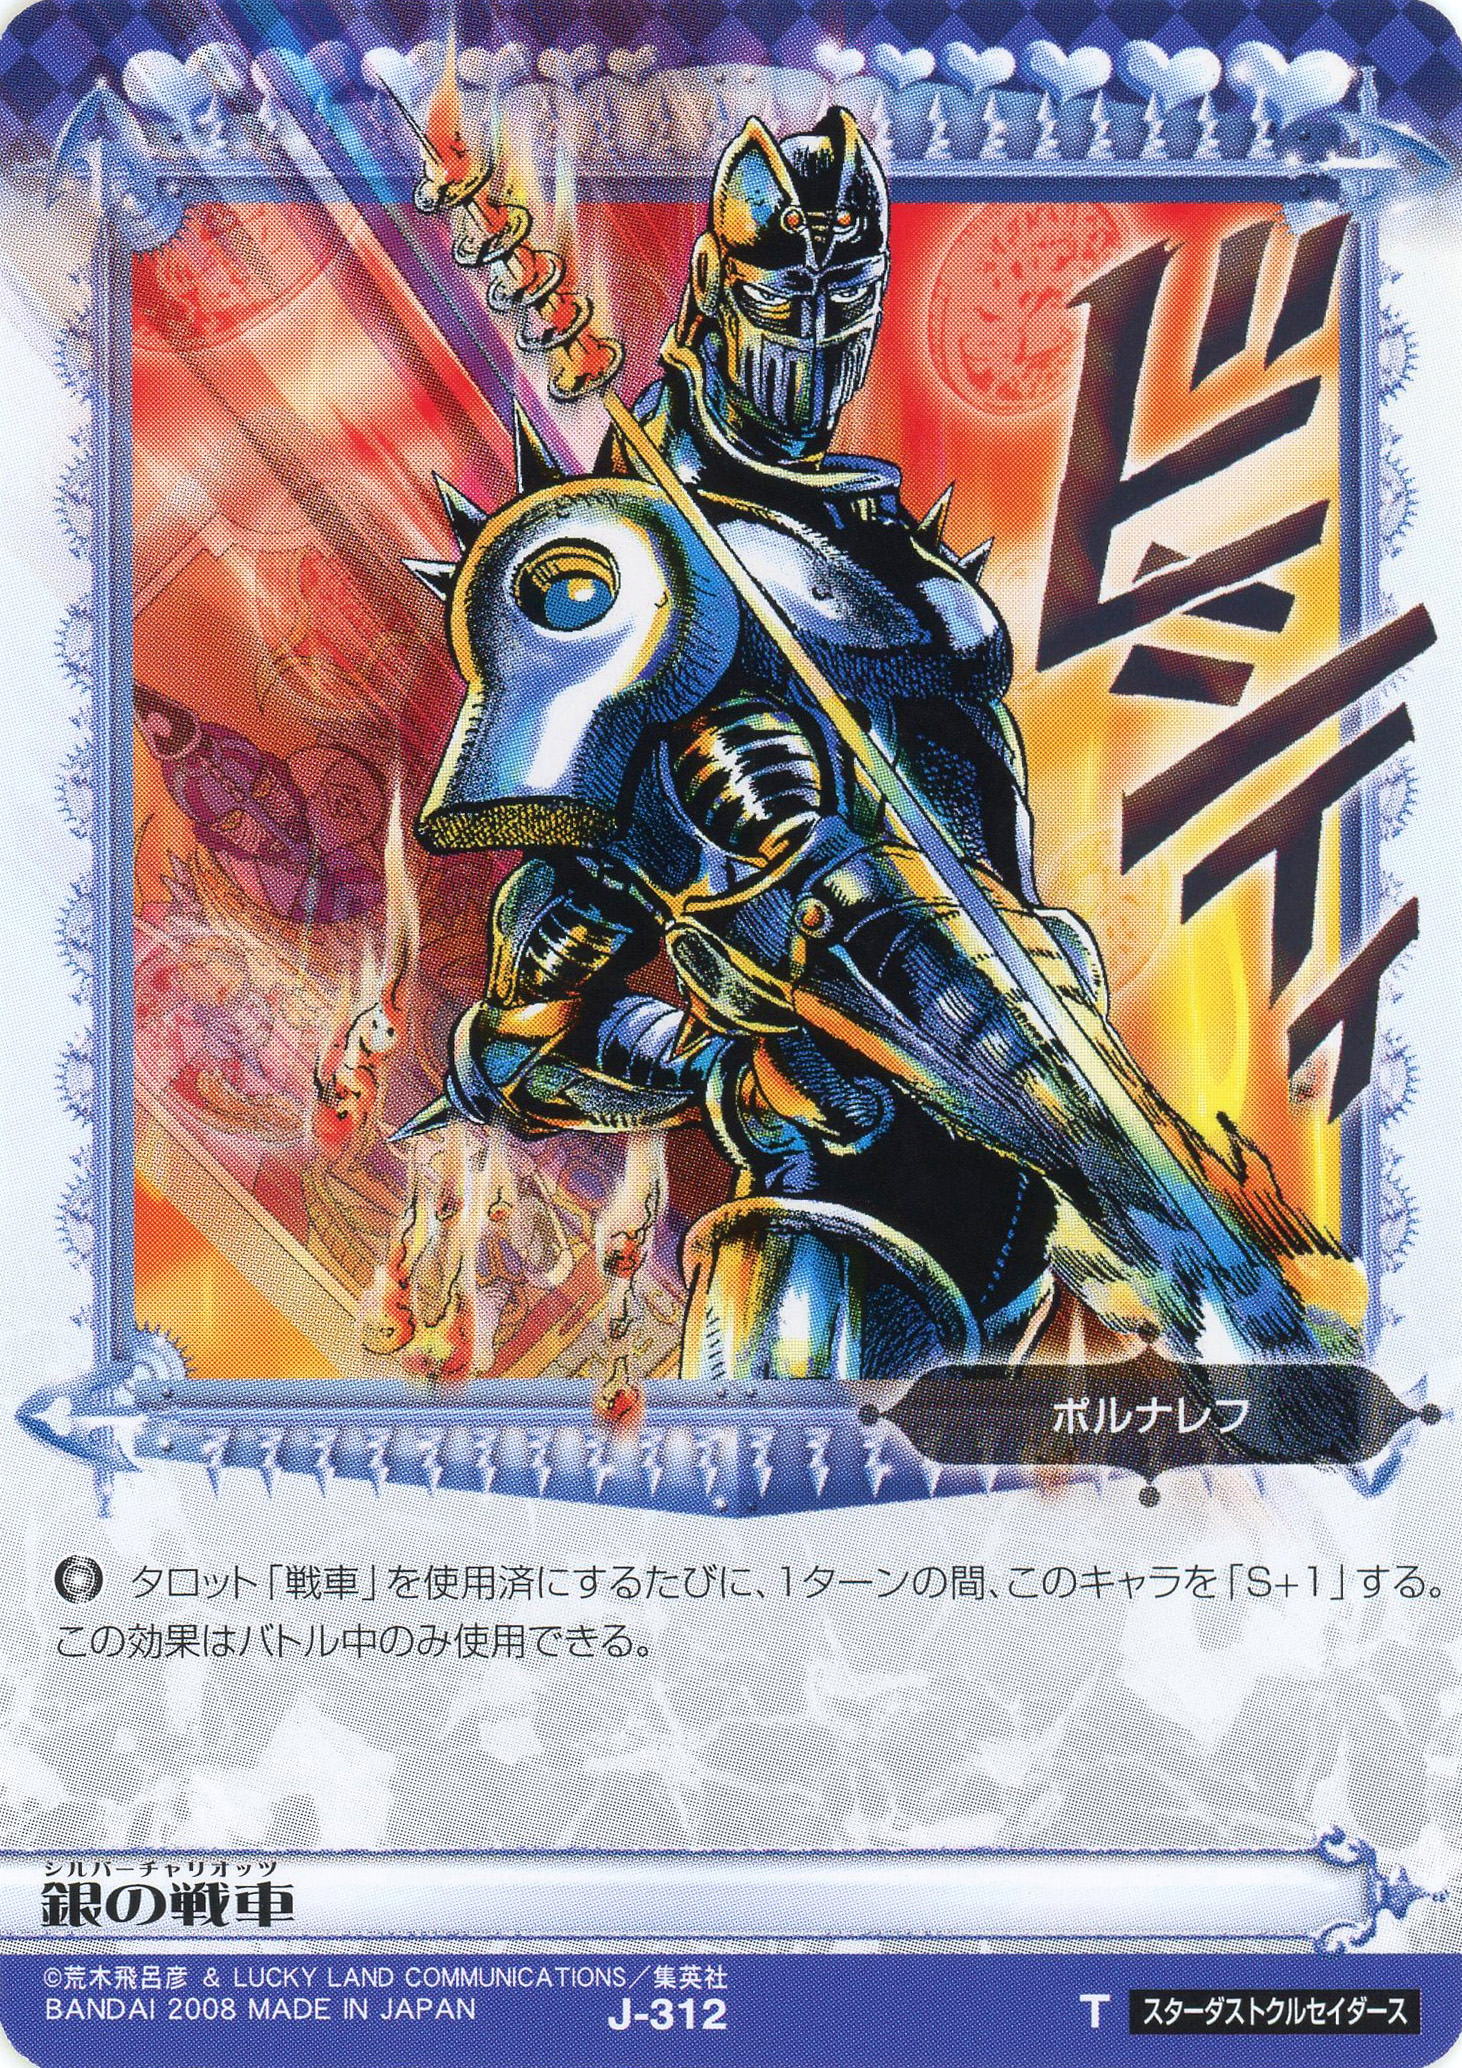 ビシィィ
ポルナレフ
タロット「戦車」を使用済にするたびに、1ターンの間、このキャラを「S+1」する。
この効果はバトル中のみ使用できる。
シルバーチャリオッツ
銀の戦車
©荒木飛呂彦 & LUCKY LAND COMMUNICATIONS/集英社
BANDAI 2008 MADE IN JAPAN
J-312
T
スターダストクルセイダース